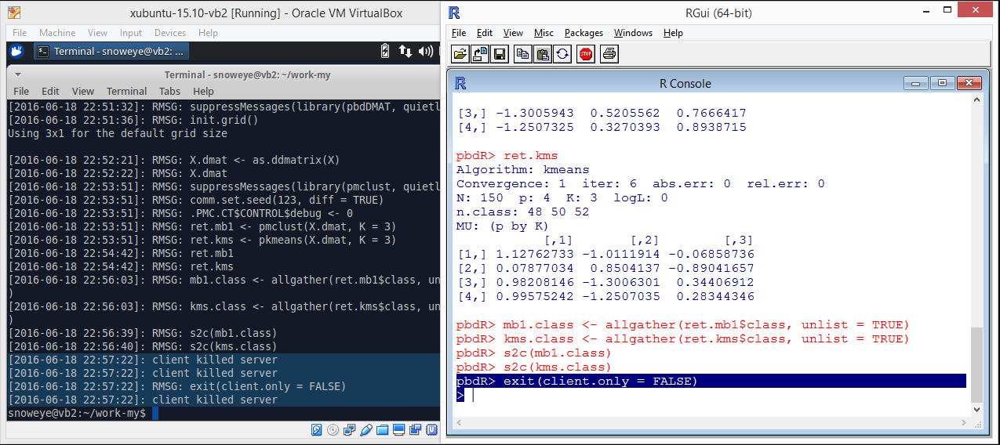 xubuntu-15.10-vb2 [Running] - Oracle VM VirtualBox
File Machine View Input Devices Help
Terminal - snoweye@vb2: ...
Terminal - snoweye@vb2: ~/work-my
File Edit View Terminal Tabs Help
[2016-06-18 22:51:32]: RMSG: suppressMessages(library(pbdDMAT, quietl
[2016-06-18 22:51:36]: RMSG: init.grid()
Using 3x1 for the default grid size
[2016-06-18 22:52:21]: RMSG: X.dmat <- as.ddmatrix(X)
[2016-06-18 22:52:22]: RMSG: X.dmat
[2016-06-18 22:53:51]: RMSG: suppressMessages(library(pmclust, quietl
[2016-06-18 22:53:51]: RMSG: comm.set.seed(123, diff = TRUE)
[2016-06-18 22:53:51]: RMSG: .PMC.CT$CONTROL$debug <- 0
[2016-06-18 22:53:51]: RMSG: ret.mb1 <- pmclust(X.dmat, K = 3)
[2016-06-18 22:53:51]: RMSG: ret.kms <- pkmeans(X.dmat, K = 3)
[2016-06-18 22:54:42]: RMSG: ret.mb1
[2016-06-18 22:54:42]: RMSG: ret.kms
[2016-06-18 22:56:03]: RMSG: mb1.class <- allgather(ret.mb1$class, un
)
[2016-06-18 22:56:03]: RMSG: kms.class <- allgather(ret.kms$class, un
)
[2016-06-18 22:56:39]: RMSG: s2c(mb1.class)
[2016-06-18 22:56:40]: RMSG: s2c(kms.class)
[2016-06-18 22:57:22]: client killed server
[2016-06-18 22:57:22]: client killed server
[2016-06-18 22:57:22]: RMSG: exit(client.only = FALSE)
[2016-06-18 22:57:22]: client killed server
snoweye@vb2:~/work-my$
RGui (64-bit)
File Edit View Misc Packages Windows Help
STOP
R Console
[3,] -1.3005943 0.5205562 0.7666417
[4,] -1.2507325 0.3270393 0.8938715
pbdR> ret.kms
Algorithm: kmeans
Convergence: 1 iter: 6 abs.err: 0 rel.err: 0
N: 150 p: 4 K: 3 logL: 0
n.class: 48 50 52
MU: (p by K)
[,1] [,2] [,3]
[1,] 1.12762733 -1.0111914 -0.06858736
[2,] 0.07877034 0.8504137 -0.89041657
[3,] 0.98208146 -1.3006301 0.34406912
[4,] 0.99575242 -1.2507035 0.28344346
pbdR> mb1.class <- allgather(ret.mb1$class, unlist = TRUE)
pbdR> kms.class <- allgather(ret.kms$class, unlist = TRUE)
pbdR> s2c(mb1.class)
pbdR> s2c(kms.class)
pbdR> exit(client.only = FALSE)
>